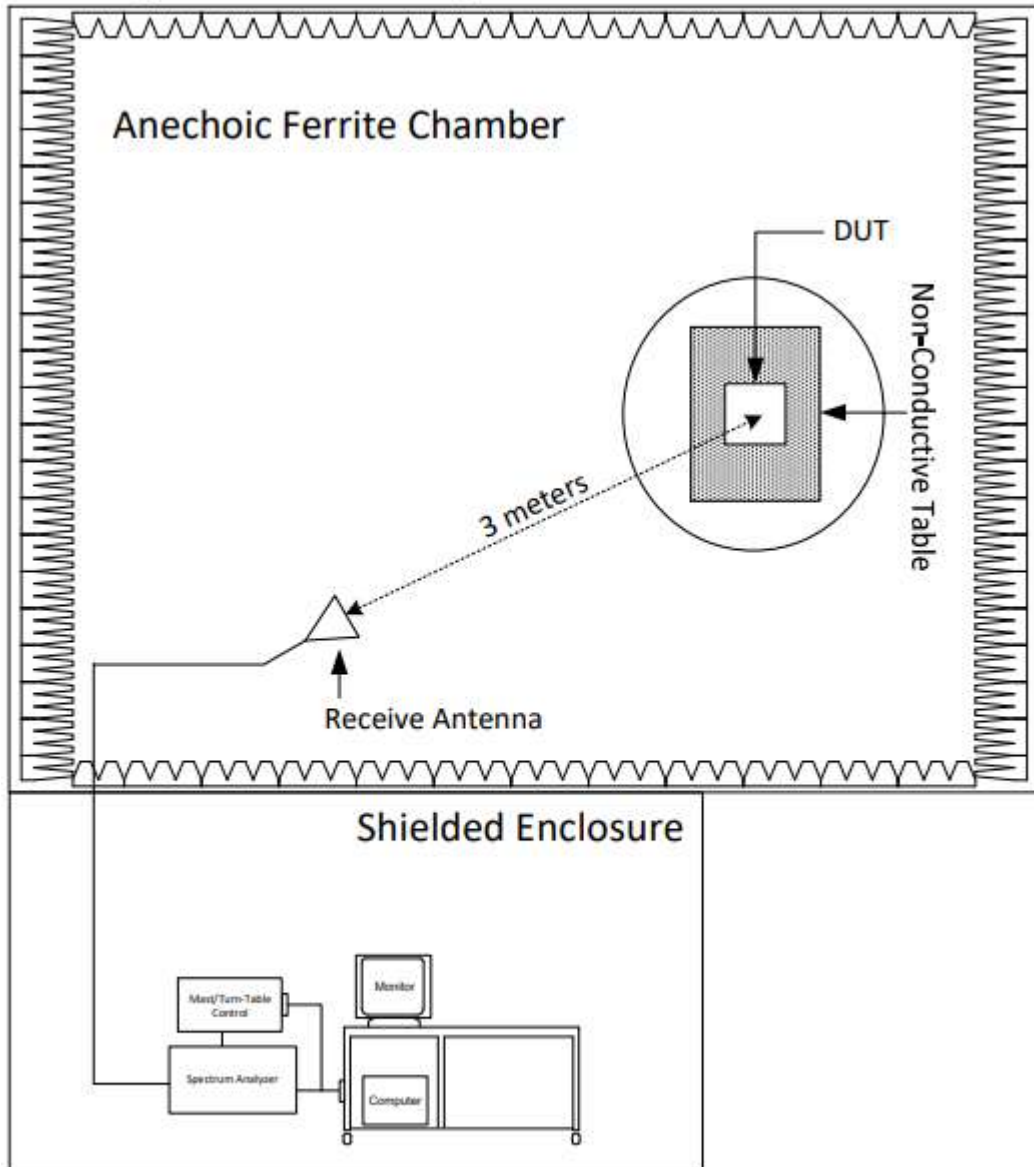 Anechoic Ferrite Chamber
DUT
Non-Conductive Table
3 meters
Receive Antenna
Shielded Enclosure
Monitor
Mast/Turn-Table
Control
Spectrum Analyzer
Computer